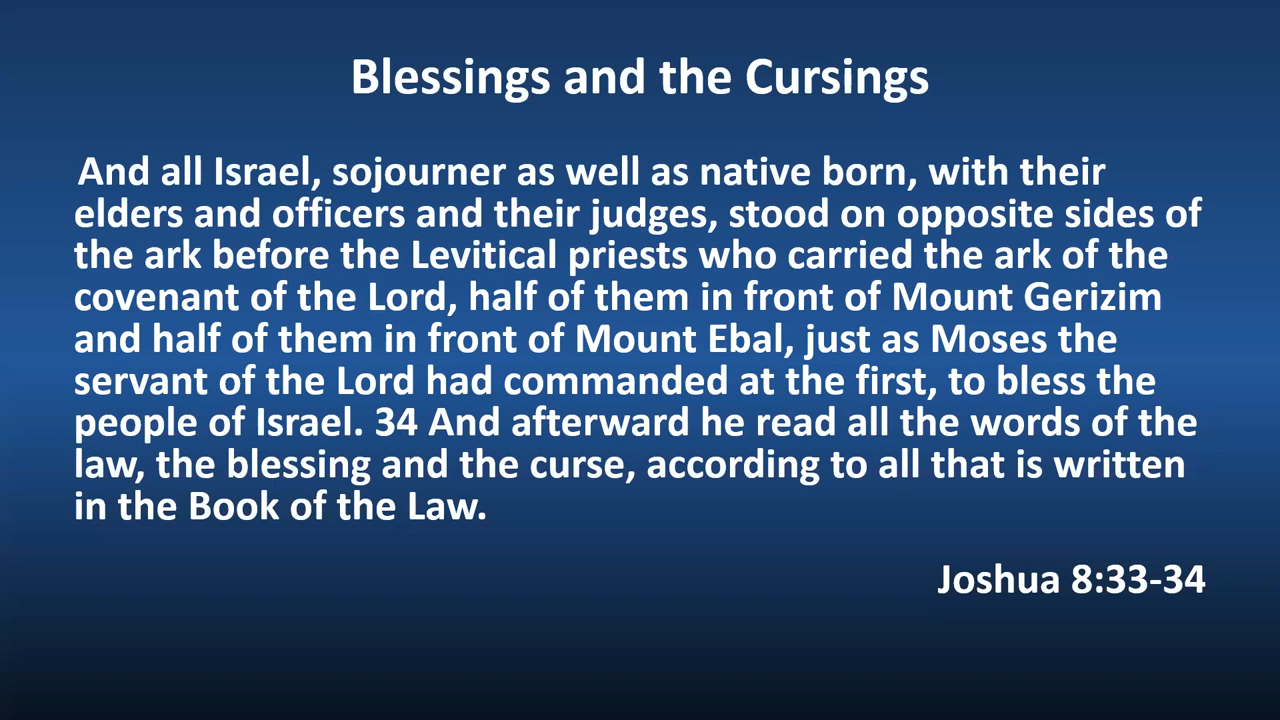 Blessings and the Cursings
And all Israel, sojourner as well as native born, with their
elders and officers and their judges, stood on opposite sides of
the ark before the Levitical priests who carried the ark of the
covenant of the Lord, half of them in front of Mount Gerizim
and half of them in front of Mount Ebal, just as Moses the
servant of the Lord had commanded at the first, to bless the
people of Israel. 34 And afterward he read all the words of the
law, the blessing and the curse, according to all that is written
in the Book of the Law.
Joshua 8:33-34